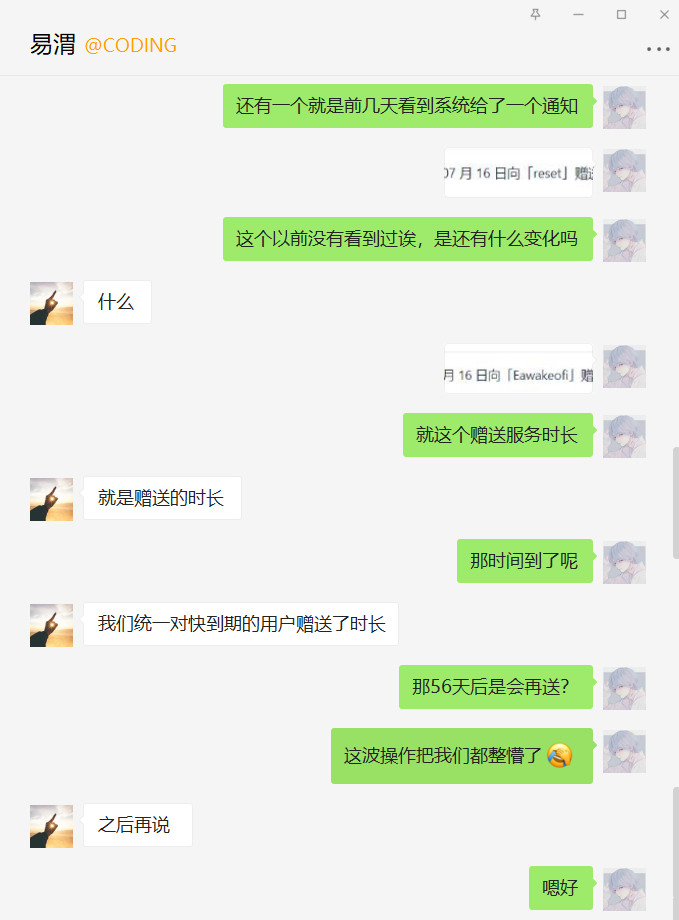 易渭 @CODING
还有一个就是前几天看到系统给了一个通知
07 月 16 日向「reset」赠送
这个以前没有看到过诶，是还有什么变化吗
什么
月 16 日向「Eawakeofi」赠
就这个赠送服务时长
就是赠送的时长
那时间到了呢
我们统一对快到期的用户赠送了时长
那56天后是会再送？
这波操作把我们都整懵了
之后再说
嗯好